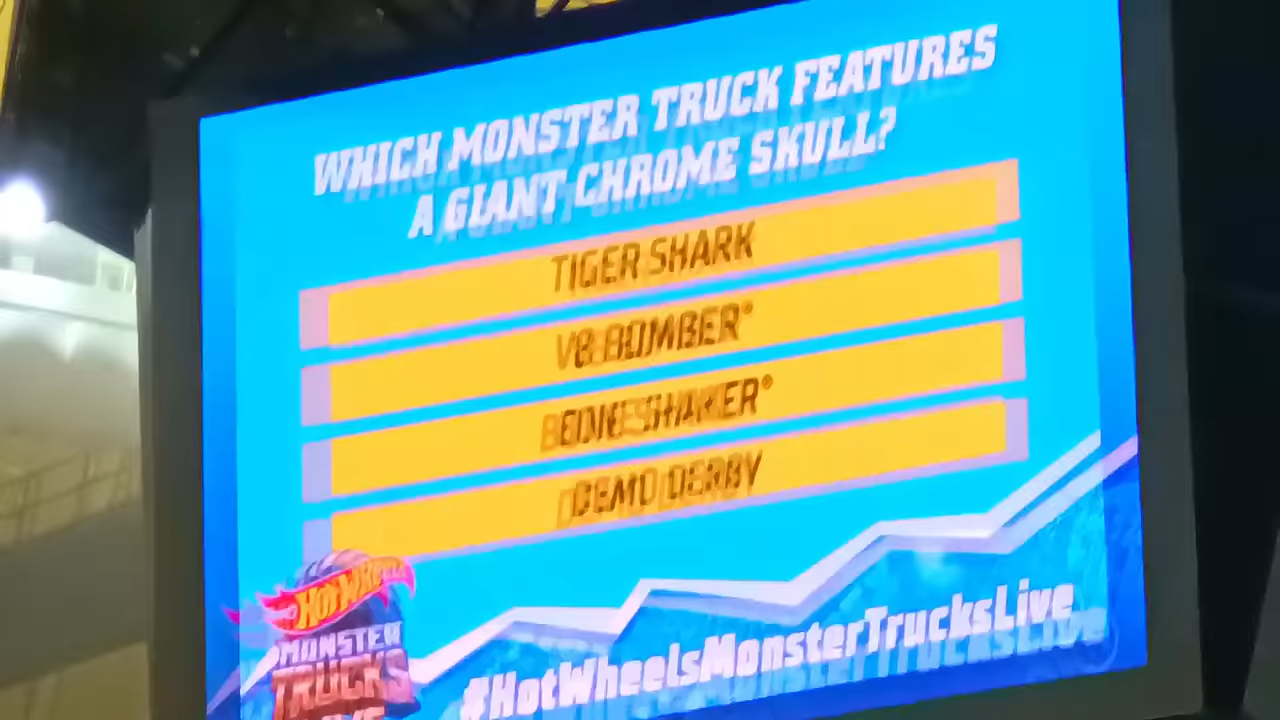 WHICH MONSTER TRUCK FEATURES
A GIANT CHROME SKULL?
TIGER SHARK
V8 BOMBER®
BONE SHAKER®
DEMO DERBY
HOT WHEELS
MONSTER
TRUCKS
LIVE
#HotWheelsMonsterTrucksLive